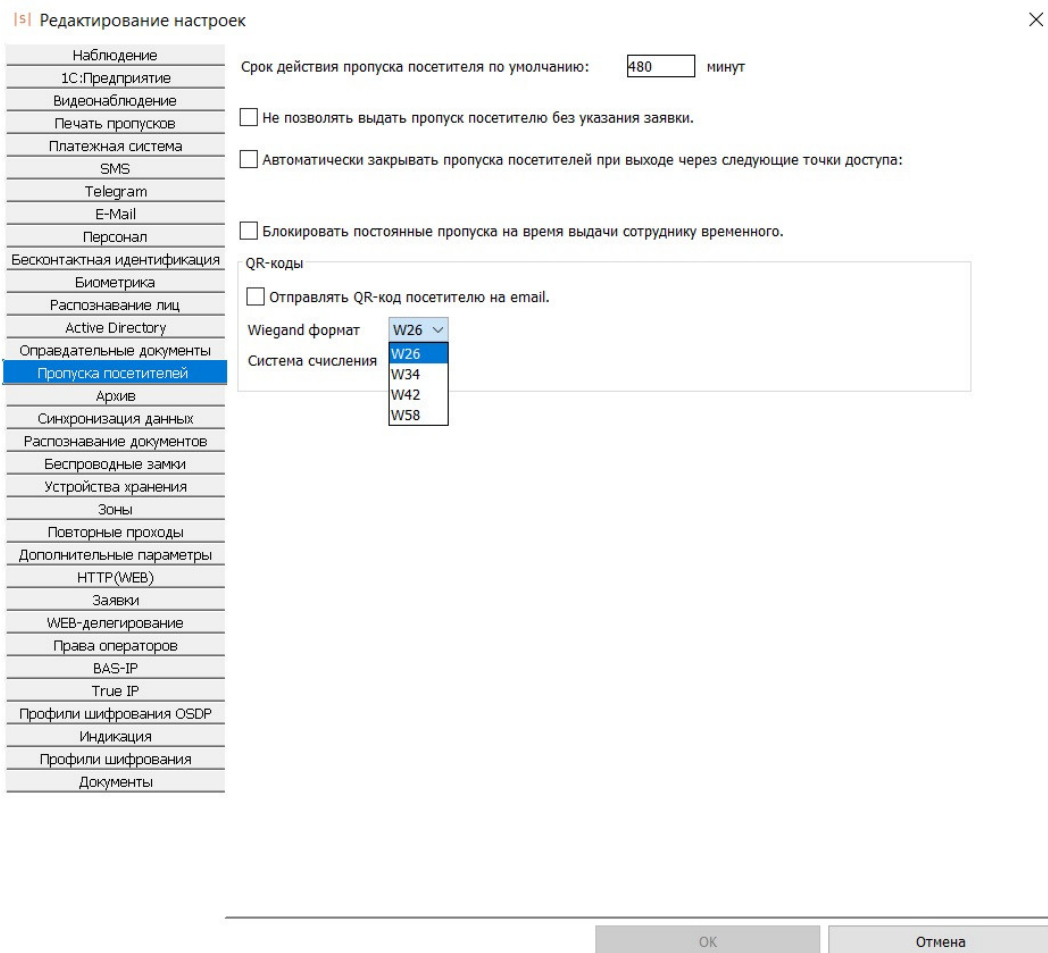 |s| Редактирование настроек
Наблюдение
1С:Предприятие
Видеонаблюдение
Печать пропусков
Платежная система
SMS
Telegram
E-Mail
Персонал
Бесконтактная идентификация
Биометрика
Распознавание лиц
Active Directory
Оправдательные документы
Пропуска посетителей
Архив
Синхронизация данных
Распознавание документов
Беспроводные замки
Устройства хранения
Зоны
Повторные проходы
Дополнительные параметры
HTTP(WEB)
Заявки
WEB-делегирование
Права операторов
BAS-IP
True IP
Профили шифрования OSDP
Индикация
Профили шифрования
Документы
Срок действия пропуска посетителя по умолчанию: 480 минут
Не позволять выдать пропуск посетителю без указания заявки.
Автоматически закрывать пропуска посетителей при выходе через следующие точки доступа:
Блокировать постоянные пропуска на время выдачи сотруднику временного.
QR-коды
Отправлять QR-код посетителю на email.
Wiegand формат W26
Система счисления
W26
W34
W42
W58
OK Отмена